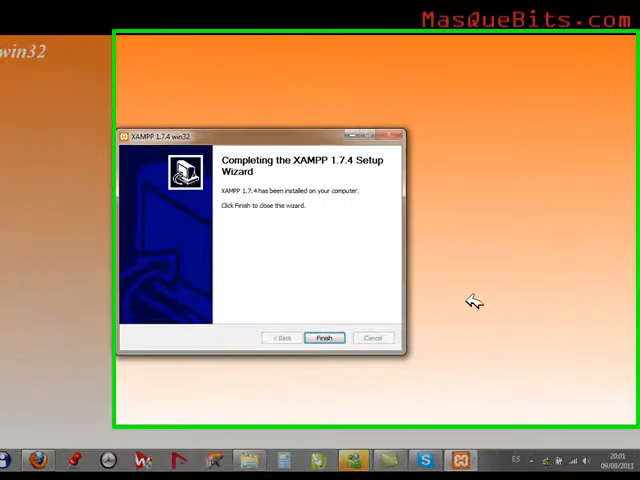 MasQueBits.com
win32
XAMPP 1.7.4 win32
Completing the XAMPP 1.7.4 Setup
Wizard
XAMPP 1.7.4 has been installed on your computer.
Click Finish to close this wizard.
< Back
Finish
Cancel
ES
20:01
09/09/2011